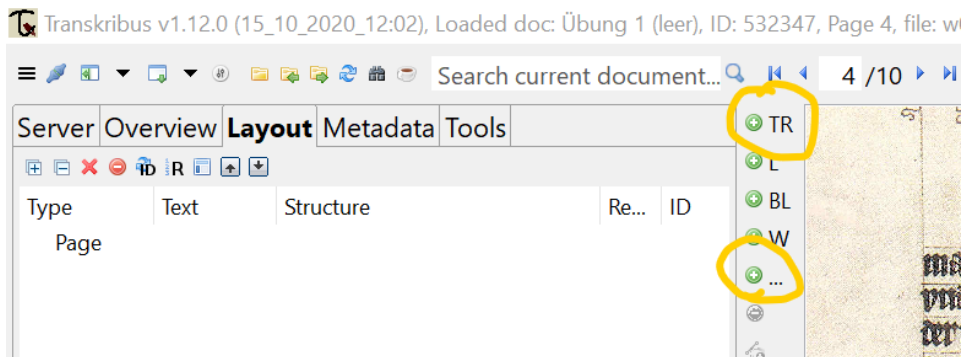 Transkribus v1.12.0 (15_10_2020_12:02), Loaded doc: Übung 1 (leer), ID: 532347, Page 4, file: w
Search current document... 4 /10
Server Overview Layout Metadata Tools
TR
R
L
Type Text Structure Re... ID
BL
Page
W
...